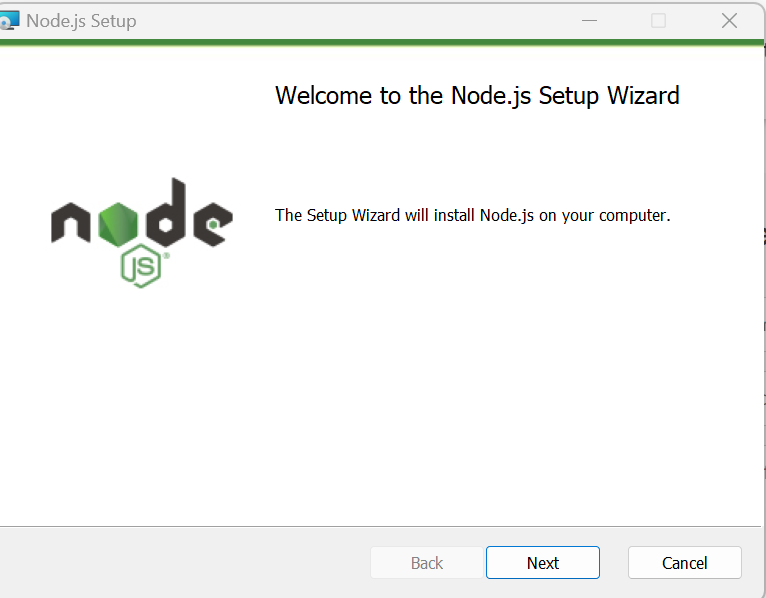 Node.js Setup
Welcome to the Node.js Setup Wizard
node
JS®
The Setup Wizard will install Node.js on your computer.
Back
Next
Cancel